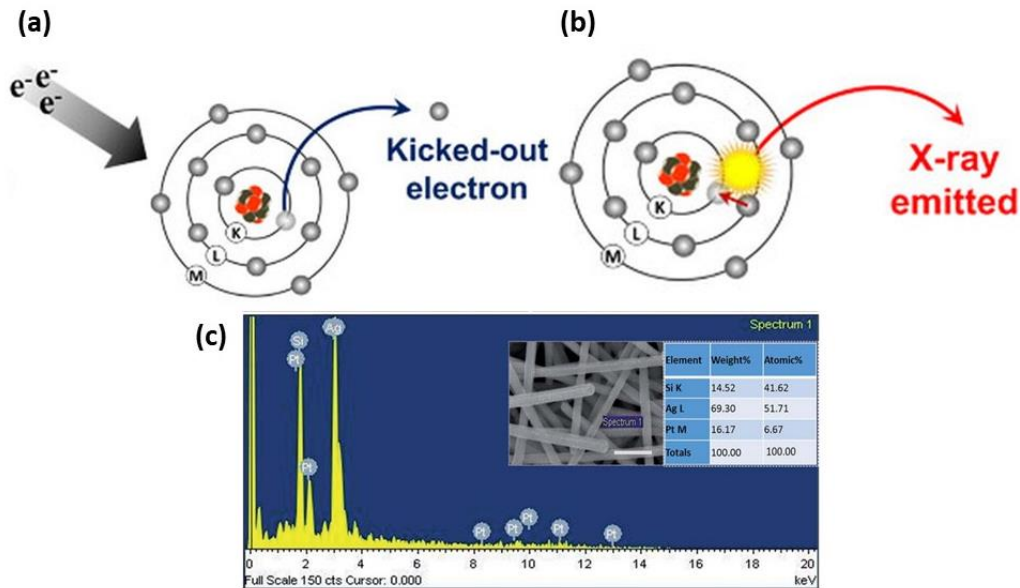 (a)
e- e-
e-
Kicked-out
electron
K
L
M
(b)
X-ray
emitted
K
L
M
(c)
Spectrum 1
Si
Pt
Ag
Pt
Pt
Pt
Pt
Pt
Pt
Spectrum 1
Element Weight% Atomic%
Si K 14.52 41.62
Ag L 69.30 51.71
Pt M 16.17 6.67
Totals 100.00 100.00
0 2 4 6 8 10 12 14 16 18 20
Full Scale 150 cts Cursor: 0.000 keV